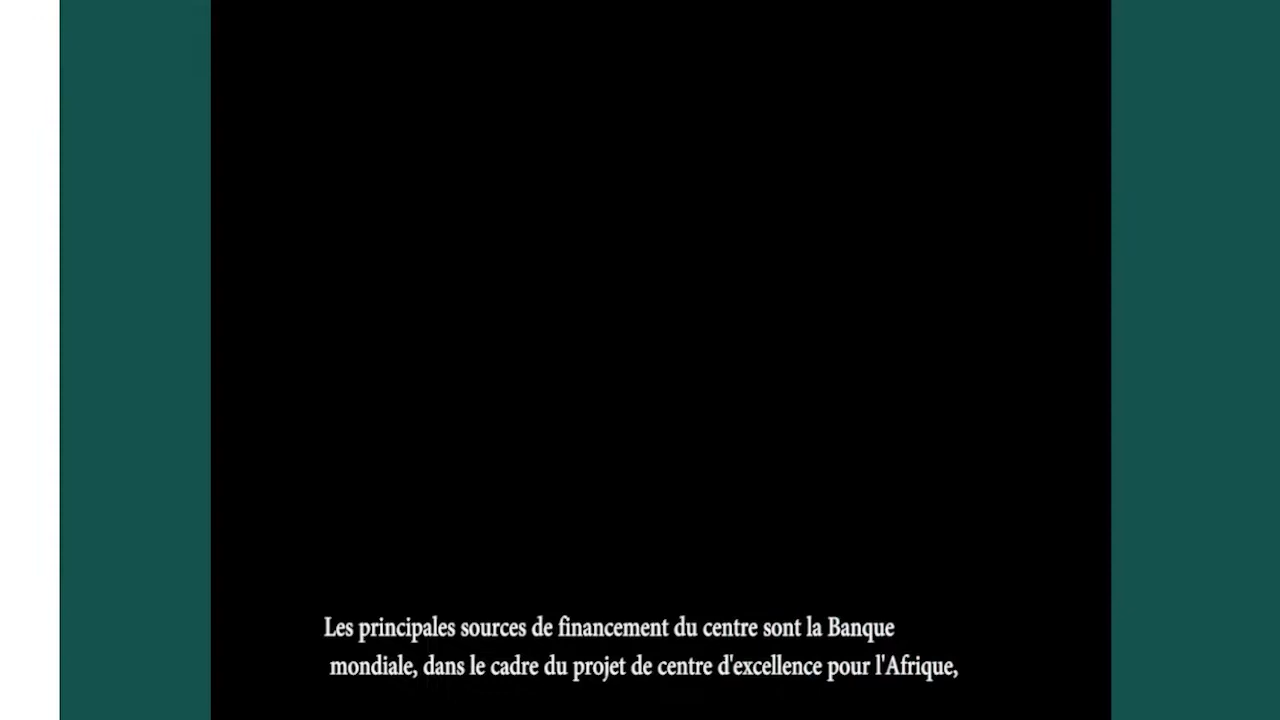 Les principales sources de financement du centre sont la Banque
mondiale, dans le cadre du projet de centre d'excellence pour l'Afrique,